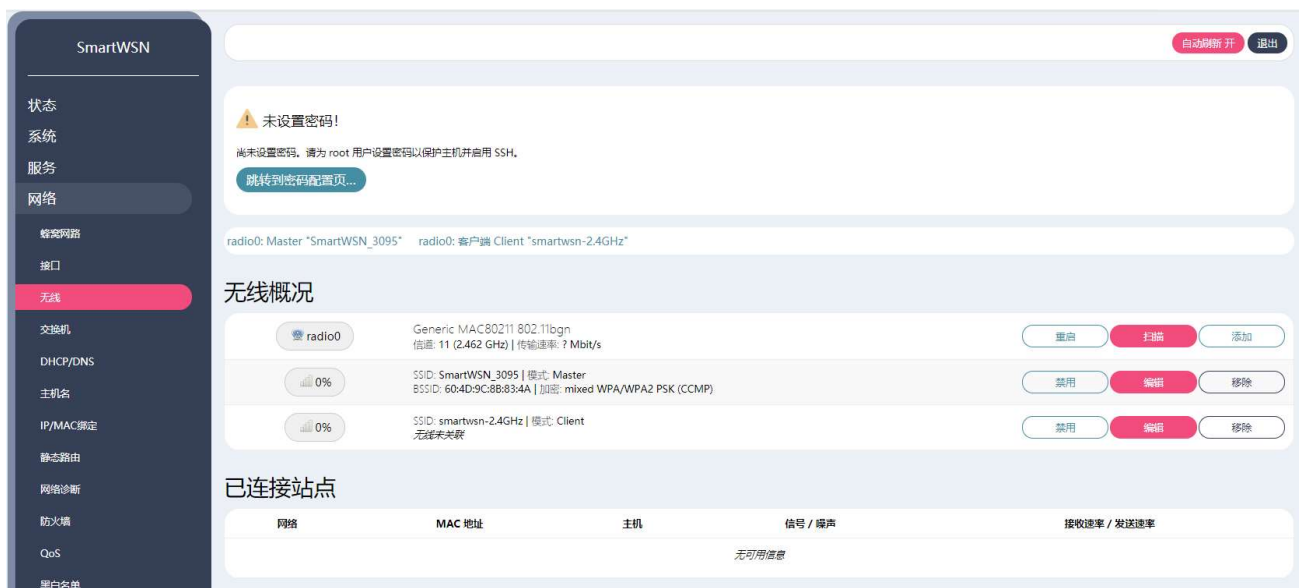 SmartWSN
自动刷新 开
退出
状态
系统
服务
网络
蜂窝网路
接口
无线
交换机
DHCP/DNS
主机名
IP/MAC绑定
静态路由
网络诊断
防火墙
QoS
黑白名单
未设置密码!
尚未设置密码。请为 root 用户设置密码以保护主机并启用 SSH。
跳转到密码配置页...
radio0: Master "SmartWSN_3095" radio0: 客户端 Client "smartwsn-2.4GHz"
无线概况
radio0
Generic MAC80211 802.11bgn
信道: 11 (2.462 GHz) | 传输速率: ? Mbit/s
重启 扫描 添加
0%
SSID: SmartWSN_3095 | 模式: Master
BSSID: 60:4D:9C:8B:83:4A | 加密: mixed WPA/WPA2 PSK (CCMP)
禁用 编辑 移除
0%
SSID: smartwsn-2.4GHz | 模式: Client
无线未关联
禁用 编辑 移除
已连接站点
网络 MAC 地址 主机 信号 / 噪声 接收速率 / 发送速率
无可用信息